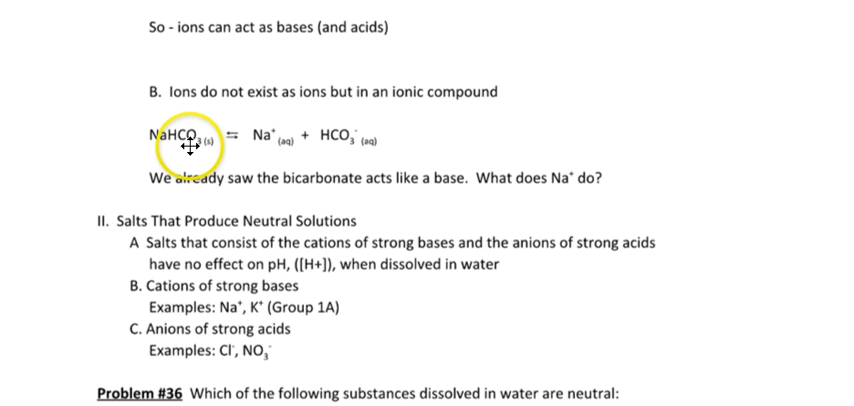 So - ions can act as bases (and acids)
B. Ions do not exist as ions but in an ionic compound
NaHCO₃ (s) ⇌ Na⁺ (aq) + HCO₃⁻ (aq)
We already saw the bicarbonate acts like a base. What does Na⁺ do?
II. Salts That Produce Neutral Solutions
A Salts that consist of the cations of strong bases and the anions of strong acids
have no effect on pH, ([H+]), when dissolved in water
B. Cations of strong bases
Examples: Na⁺, K⁺ (Group 1A)
C. Anions of strong acids
Examples: Cl⁻, NO₃⁻
Problem #36 Which of the following substances dissolved in water are neutral: